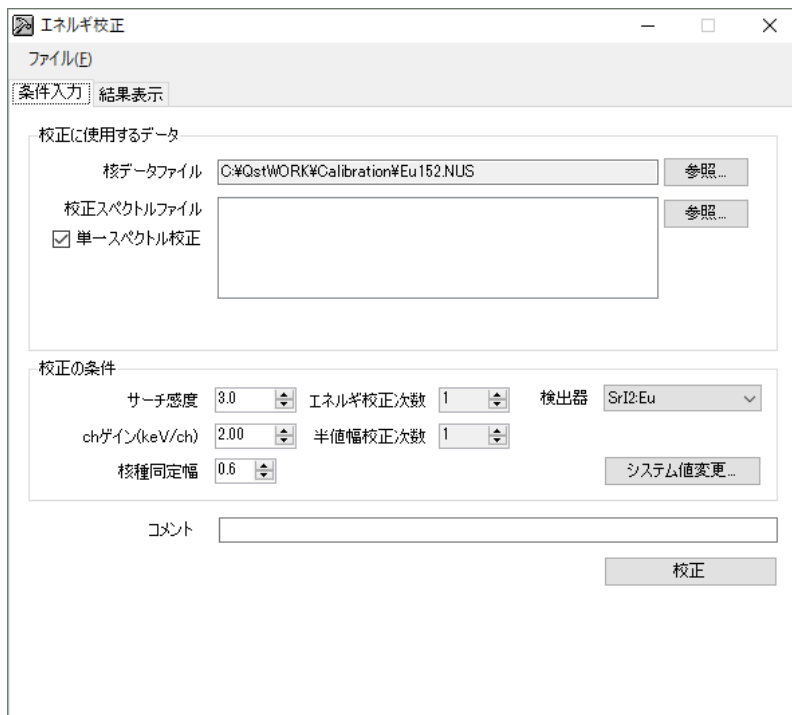 エネルギ校正
ファイル(F)
条件入力 結果表示
校正に使用するデータ
核データファイル C:¥QstWORK¥Calibration¥Eu152.NUS 参照...
校正スペクトルファイル 参照...
単一スペクトル校正
校正の条件
サーチ感度 3.0 エネルギ校正次数 1 検出器 SrI2:Eu
chゲイン(keV/ch) 2.00 半値幅校正次数 1
核種同定幅 0.6 システム値変更...
コメント
校正